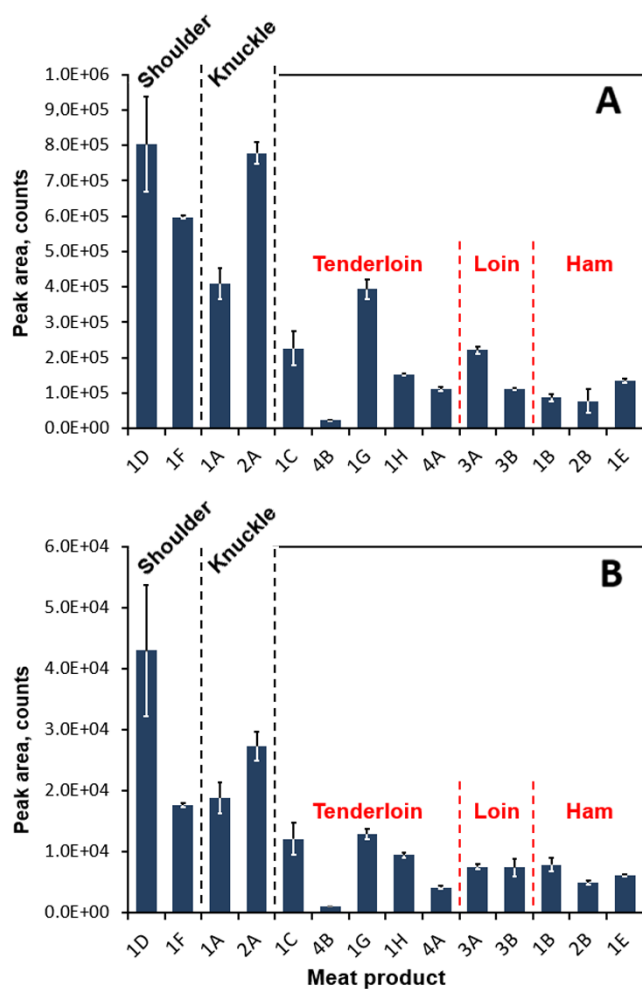 Shoulder
Knuckle
A
Peak area, counts
1.0E+06
9.0E+05
8.0E+05
7.0E+05
6.0E+05
5.0E+05
4.0E+05
3.0E+05
2.0E+05
1.0E+05
0.0E+00
Tenderloin Loin Ham
1D 1F 1A 2A 1C 4B 1G 1H 4A 3A 3B 1B 2B 1E
Shoulder
Knuckle
B
Peak area, counts
6.0E+04
5.0E+04
4.0E+04
3.0E+04
2.0E+04
1.0E+04
0.0E+00
Tenderloin Loin Ham
1D 1F 1A 2A 1C 4B 1G 1H 4A 3A 3B 1B 2B 1E
Meat product